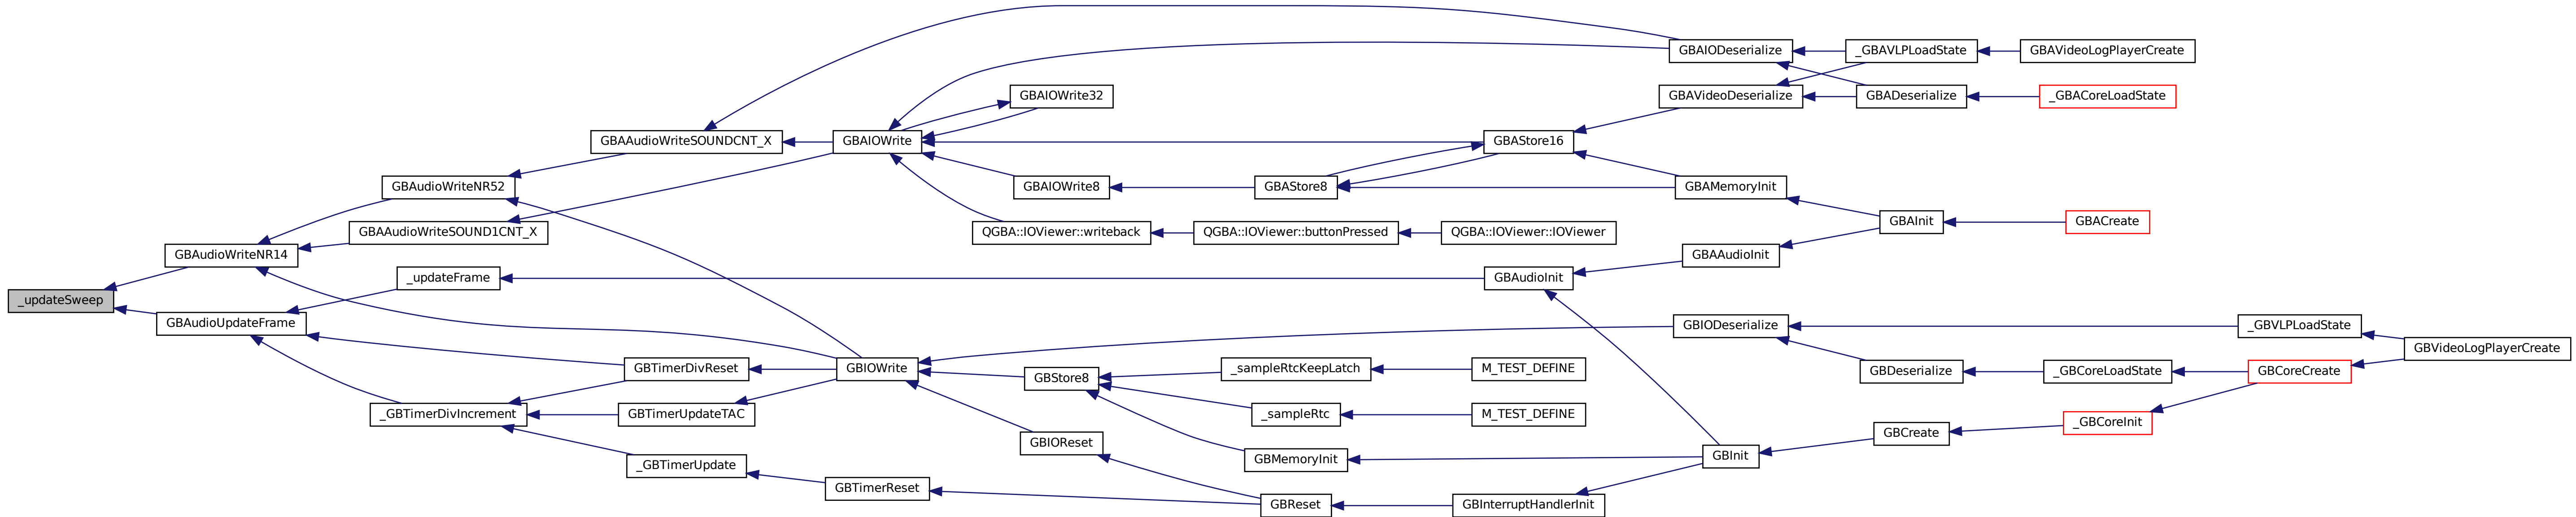 _updateSweep
GBAudioWriteNR14
GBAudioUpdateFrame
GBAudioWriteNR52
GBAAudioWriteSOUND1CNT_X
_updateFrame
_GBTimerDivIncrement
GBAAudioWriteSOUNDCNT_X
GBTimerDivReset
GBTimerUpdateTAC
_GBTimerUpdate
GBAIOWrite
GBIOWrite
GBTimerReset
GBAIOWrite32
GBAIOWrite8
QGBA::IOViewer::writeback
GBStore8
GBIOReset
GBAStore8
QGBA::IOViewer::buttonPressed
_sampleRtcKeepLatch
_sampleRtc
GBMemoryInit
GBReset
GBAStore16
QGBA::IOViewer::IOViewer
GBAudioInit
M_TEST_DEFINE
M_TEST_DEFINE
GBInterruptHandlerInit
GBAIODeserialize
GBAVideoDeserialize
GBAMemoryInit
GBAAudioInit
GBIODeserialize
GBInit
_GBAVLPLoadState
GBADeserialize
GBAInit
GBDeserialize
GBCreate
GBAVideoLogPlayerCreate
_GBACoreLoadState
GBACreate
_GBCoreLoadState
_GBCoreInit
_GBVLPLoadState
GBCoreCreate
GBVideoLogPlayerCreate